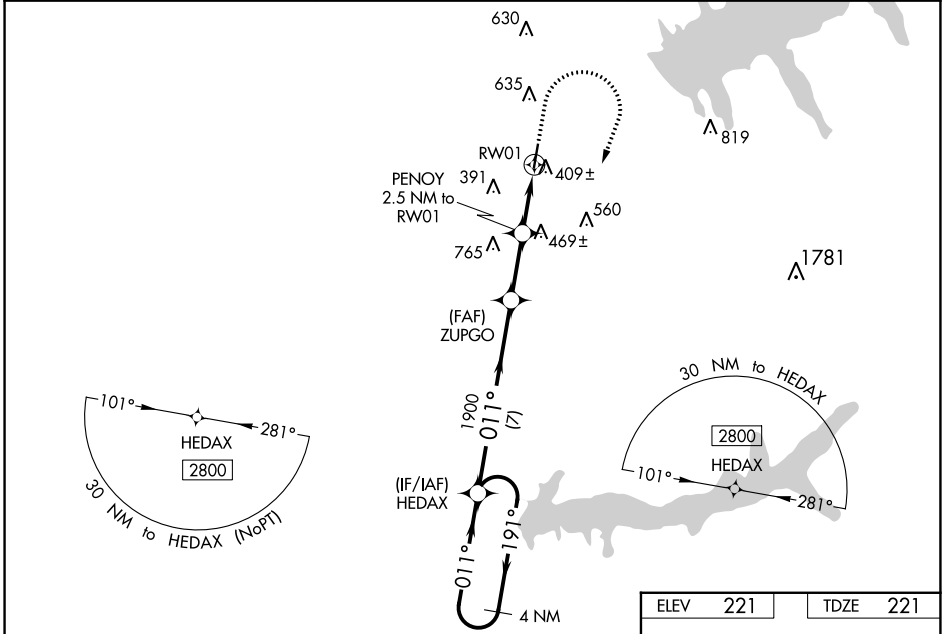 630
635
819
RW01
409±
PENOY
2.5 NM to
RW01
391
560
469±
765
1781
(FAF)
ZUPGO
1900
011°
(7)
101°
281°
HEDAX
2800
30 NM to HEDAX (NoPT)
30 NM to HEDAX
2800
HEDAX
101°
281°
(IF/IAF)
HEDAX
011°
191°
4 NM
ELEV 221
TDZE 221